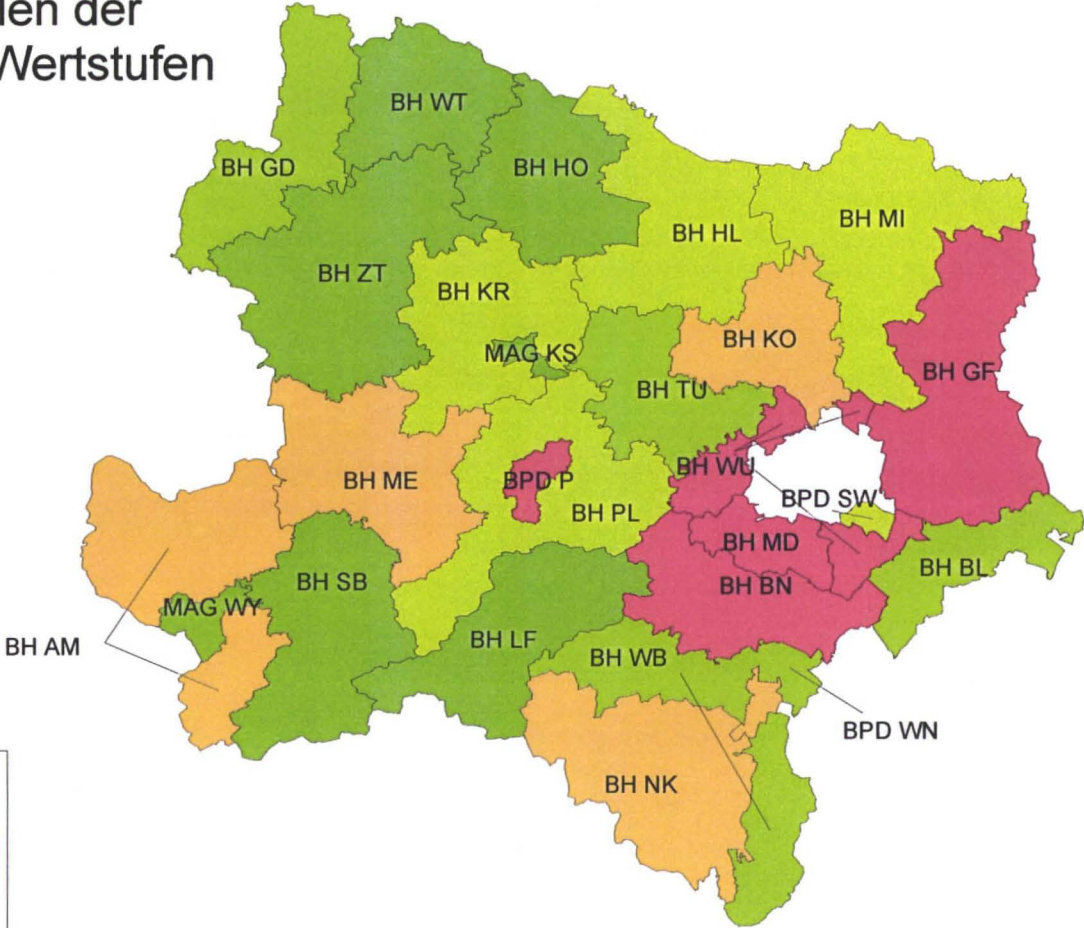 der
Wertstufen
BH WT
BH GD
BH HO
BH MI
BH HL
BH ZT
BH KR
BH KO
MAG KS
BH GF
BH TU
BH WU
BH ME
BPD P
BPD SW
BH PL
BH MD
BH BL
BH SB
BH BN
MAG WY
BH LF
BH AM
BH WB
BPD WN
BH NK